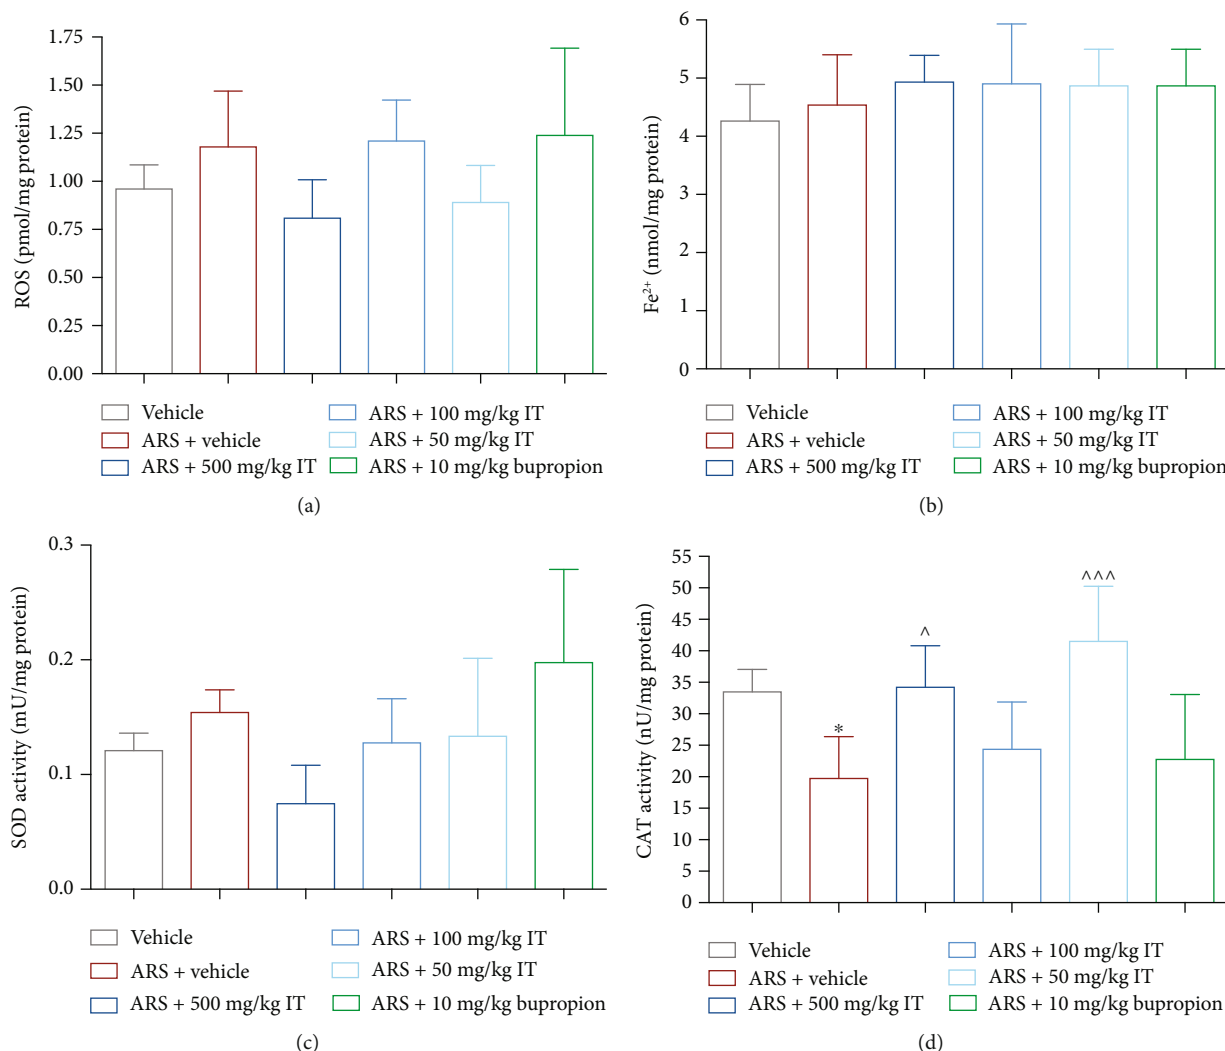 1.75
1.50
1.25
1.00
0.75
0.50
0.25
0.00
ROS (pmol/mg protein)
Vehicle
ARS + vehicle
ARS + 500 mg/kg IT
ARS + 100 mg/kg IT
ARS + 50 mg/kg IT
ARS + 10 mg/kg bupropion
(a)
6
5
4
3
2
1
0
Fe²⁺ (nmol/mg protein)
Vehicle
ARS + vehicle
ARS + 500 mg/kg IT
ARS + 100 mg/kg IT
ARS + 50 mg/kg IT
ARS + 10 mg/kg bupropion
(b)
0.3
0.2
0.1
0.0
SOD activity (mU/mg protein)
Vehicle
ARS + vehicle
ARS + 500 mg/kg IT
ARS + 100 mg/kg IT
ARS + 50 mg/kg IT
ARS + 10 mg/kg bupropion
(c)
55
50
45
40
35
30
25
20
15
10
5
0
CAT activity (nU/mg protein)
*
^
^^^
Vehicle
ARS + vehicle
ARS + 500 mg/kg IT
ARS + 100 mg/kg IT
ARS + 50 mg/kg IT
ARS + 10 mg/kg bupropion
(d)